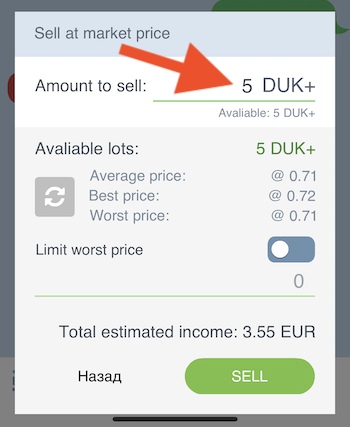 Sell at market price
Amount to sell: 5 DUK+
Avaliable: 5 DUK+
Avaliable lots: 5 DUK+
Average price: @ 0.71
Best price: @ 0.72
Worst price: @ 0.71
Limit worst price
0
Total estimated income: 3.55 EUR
Назад SELL